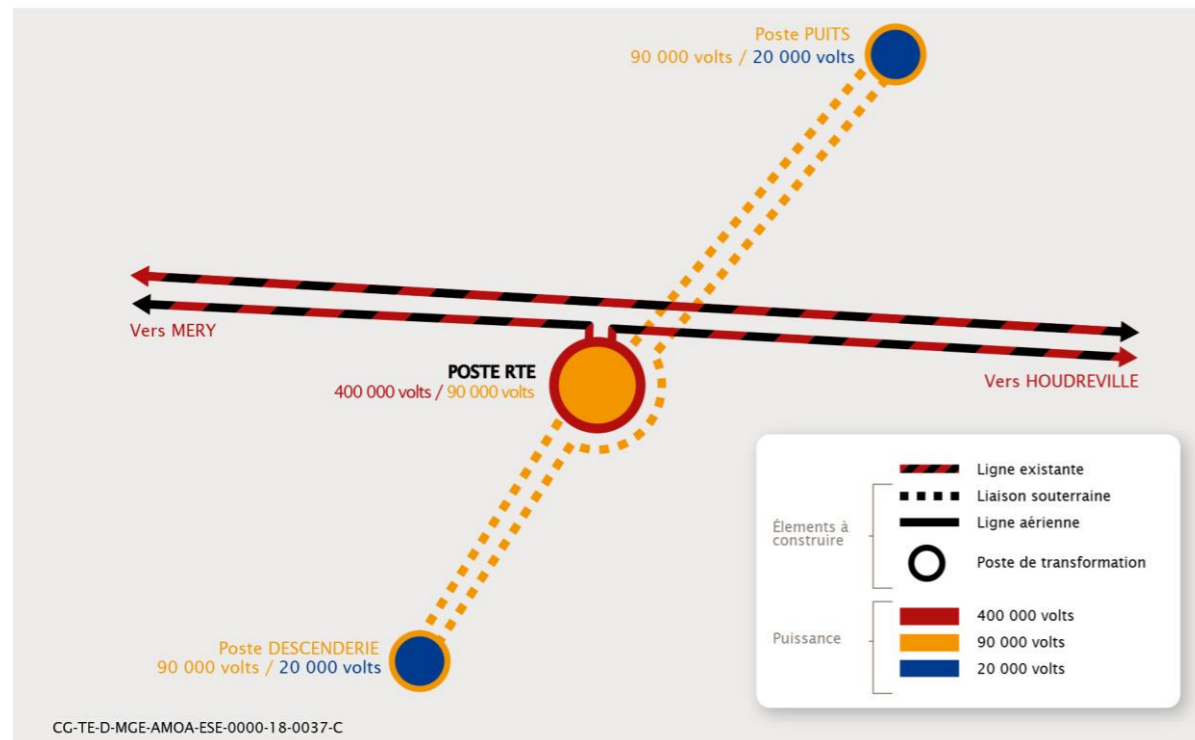 Poste PUITS
90 000 volts / 20 000 volts
Vers MERY
POSTE RTE
400 000 volts / 90 000 volts
Vers HOUDREVILLE
Ligne existante
Liaison souterraine
Élements à
construire
Ligne aérienne
Poste de transformation
Puissance
400 000 volts
90 000 volts
20 000 volts
Poste DESCENDERIE
90 000 volts / 20 000 volts
CG-TE-D-MGE-AMOA-ESE-0000-18-0037-C